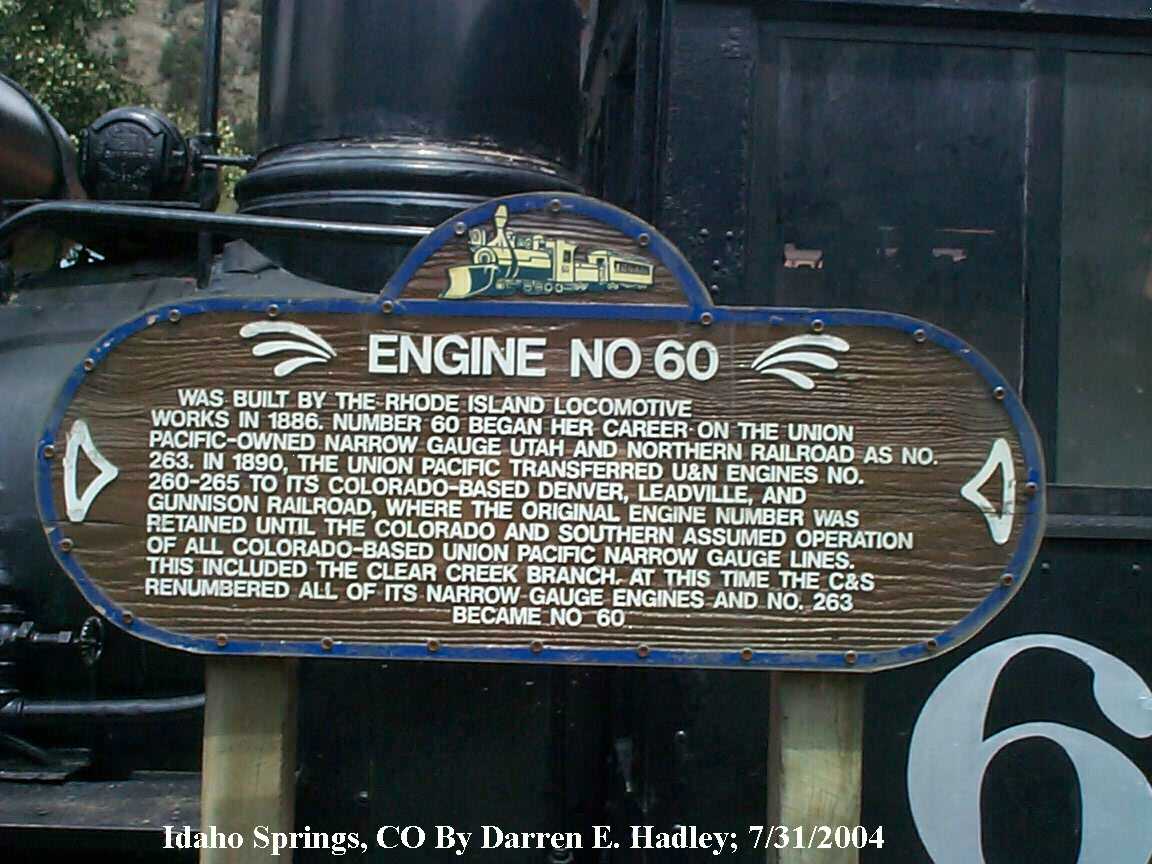 ENGINE NO 60
WAS BUILT BY THE RHODE ISLAND LOCOMOTIVE
WORKS IN 1886. NUMBER 60 BEGAN HER CAREER ON THE UNION
PACIFIC-OWNED NARROW GAUGE UTAH AND NORTHERN RAILROAD AS NO.
263. IN 1890, THE UNION PACIFIC TRANSFERRED U&N ENGINES NO.
260-265 TO ITS COLORADO-BASED DENVER, LEADVILLE, AND
GUNNISON RAILROAD, WHERE THE ORIGINAL ENGINE NUMBER WAS
RETAINED UNTIL THE COLORADO AND SOUTHERN ASSUMED OPERATION
OF ALL COLORADO-BASED UNION PACIFIC NARROW GAUGE LINES.
THIS INCLUDED THE CLEAR CREEK BRANCH. AT THIS TIME THE C&S
RENUMBERED ALL OF ITS NARROW GAUGE ENGINES AND NO. 263
BECAME NO 60
6
Idaho Springs, CO By Darren E. Hadley; 7/31/2004